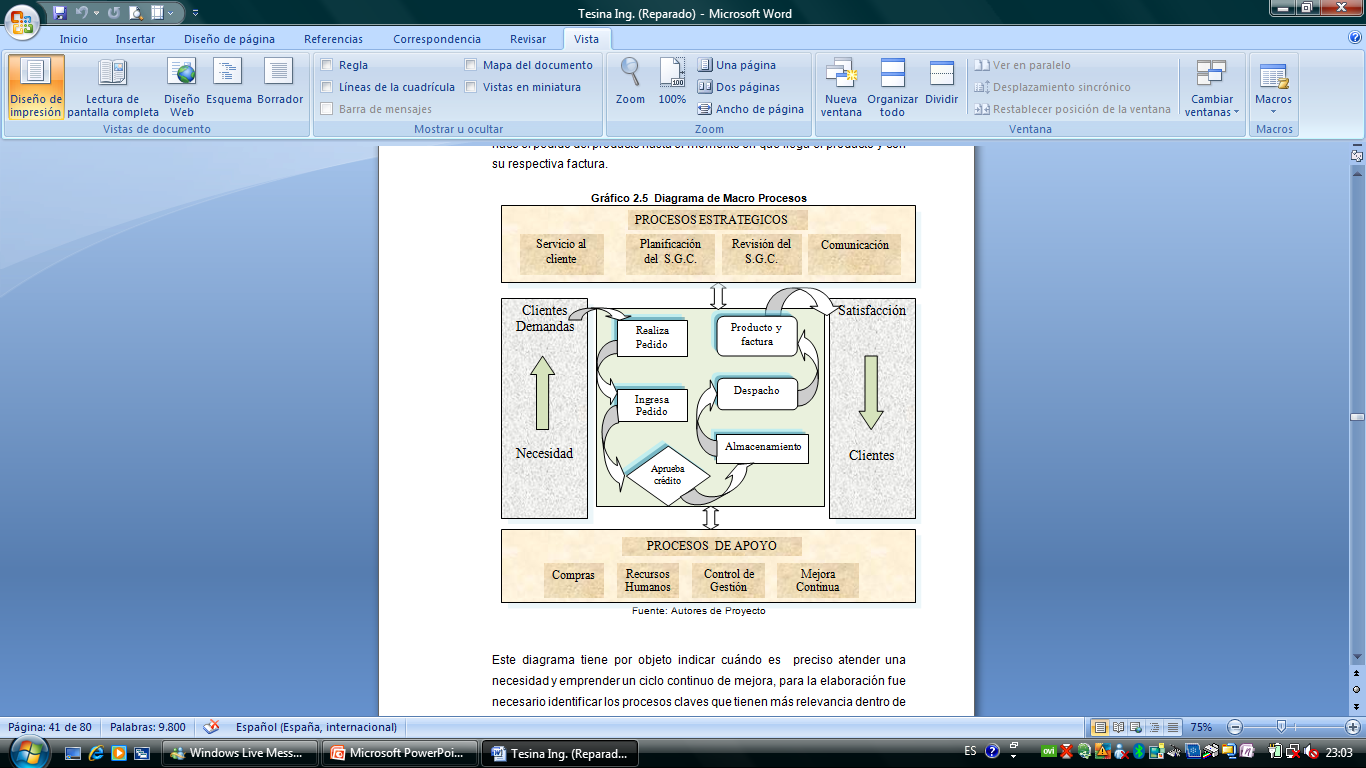 Tesina Ing. (Reparado) - Microsoft Word
Inicio
Insertar
Diseño de página
Referencias
Correspondencia
Revisar
Vista
Diseño de
impresión
Lectura de
pantalla completa
Diseño
Web
Esquema
Borrador
Vistas de documento
Regla
Líneas de la cuadrícula
Barra de mensajes
Mapa del documento
Vistas en miniatura
Mostrar u ocultar
Zoom
100%
Una página
Dos páginas
Ancho de página
Zoom
Nueva
ventana
Organizar
todo
Dividir
Ver en paralelo
Desplazamiento sincrónico
Restablecer posición de la ventana
Cambiar
ventanas
Ventana
Macros
Macros
su respectiva factura.
Gráfico 2.5 Diagrama de Macro Procesos
PROCESOS ESTRATEGICOS
Servicio al
cliente
Planificación
del S.G.C.
Revisión del
S.G.C.
Comunicación
Clientes
Demandas
Necesidad
Realiza
Pedido
Ingresa
Pedido
Aprueba
crédito
Almacenamiento
Despacho
Producto y
factura
Satisfacción
Clientes
PROCESOS DE APOYO
Compras
Recursos
Humanos
Control de
Gestión
Mejora
Continua
Fuente: Autores de Proyecto
Este diagrama tiene por objeto indicar cuándo es preciso atender una
necesidad y emprender un ciclo continuo de mejora, para la elaboración fue
necesario identificar los procesos claves que tienen más relevancia dentro de
Página: 41 de 80
Palabras: 9.800
Español (España, internacional)
75%
Windows Live Mess...
Microsoft PowerPoi...
Tesina Ing. (Reparad...
ES
ovi
23:03